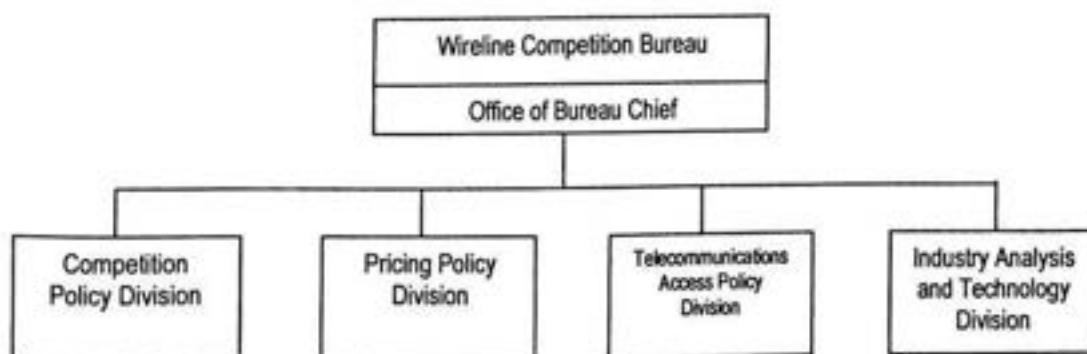 Wireline Competition Bureau
Office of Bureau Chief
Competition
Policy Division
Pricing Policy
Division
Telecommunications
Access Policy
Division
Industry Analysis
and Technology
Division